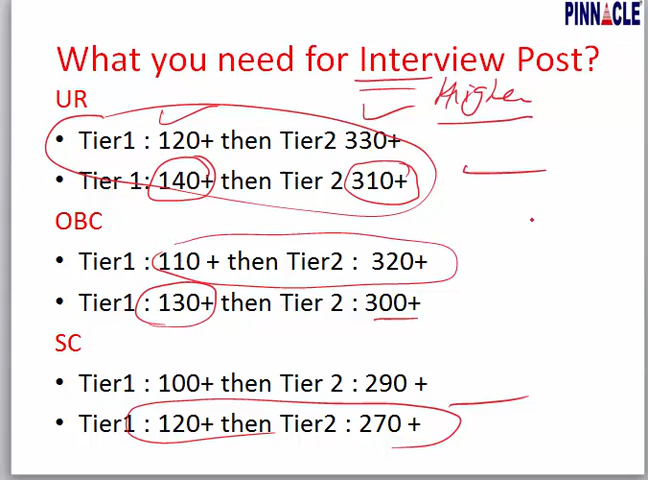 PINNACLE
What you need for Interview Post?
Higher
UR
• Tier1 : 120+ then Tier2 330+
• Tier 1: 140+ then Tier 2 310+
OBC
• Tier1 : 110 + then Tier2 : 320+
• Tier1 : 130+ then Tier 2 : 300+
SC
• Tier1 : 100+ then Tier 2 : 290 +
• Tier1 : 120+ then Tier2 : 270 +